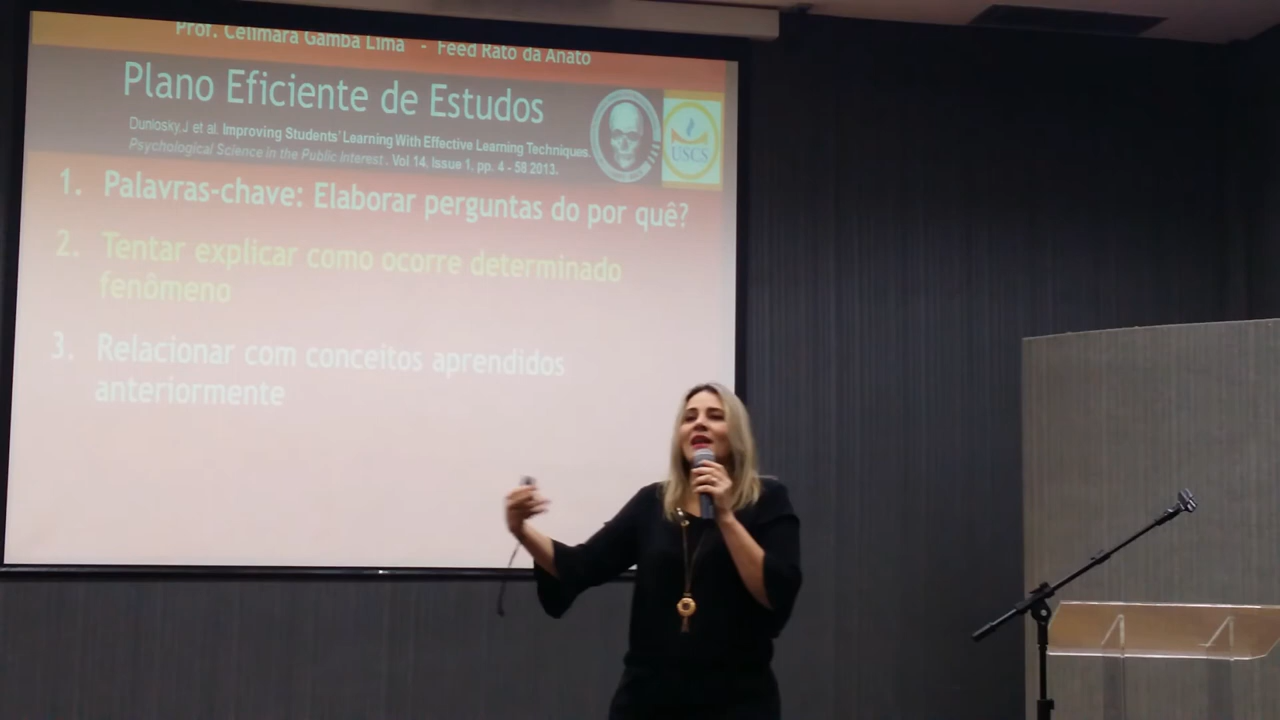 Prof. Celimara Gamba Lima - Feed Rato da Anato
Plano Eficiente de Estudos
Dunlosky,J et al. Improving Students' Learning With Effective Learning Techniques.
Psychological Science in the Public Interest . Vol 14, Issue 1, pp. 4 - 58 2013.
USCS
1. Palavras-chave: Elaborar perguntas do por quê?
2. Tentar explicar como ocorre determinado
fenômeno
3. Relacionar com conceitos aprendidos
anteriormente